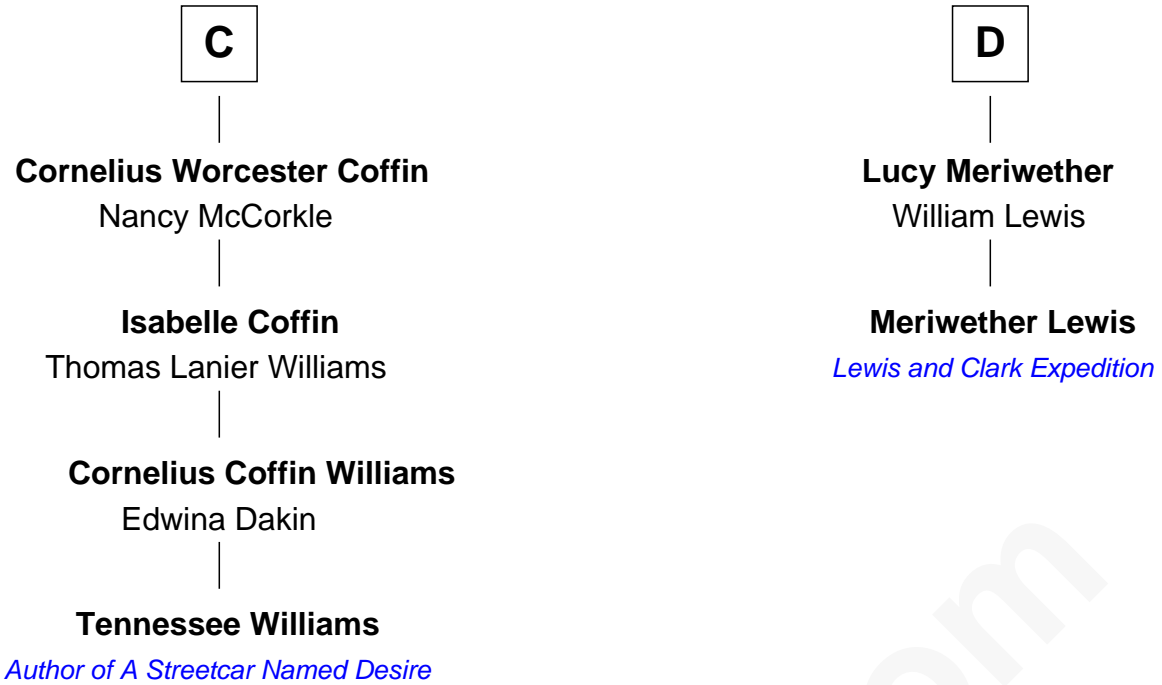 C
Cornelius Worcester Coffin
Nancy McCorkle
Isabelle Coffin
Thomas Lanier Williams
Cornelius Coffin Williams
Edwina Dakin
Tennessee Williams
Author of A Streetcar Named Desire
D
Lucy Meriwether
William Lewis
Meriwether Lewis
Lewis and Clark Expedition
om